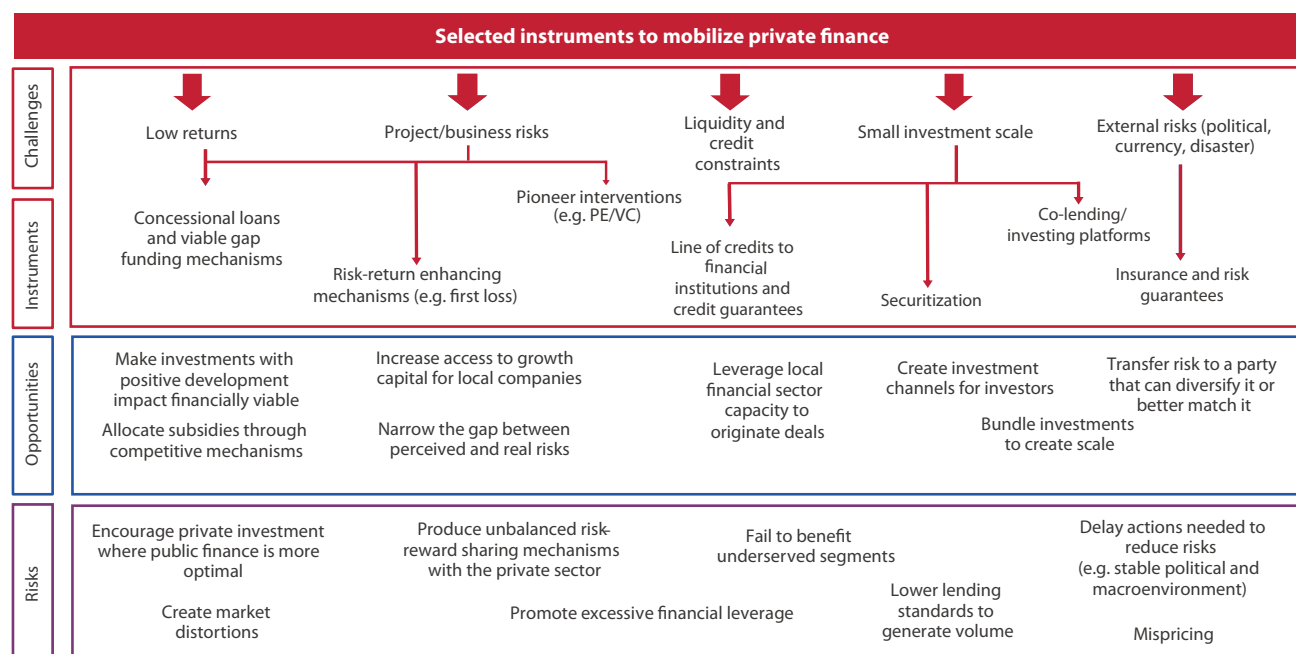 Selected instruments to mobilize private finance
Challenges
Low returns
Project/business risks
Liquidity and
credit
constraints
Small investment scale
External risks (political,
currency, disaster)
Instruments
Concessional loans
and viable gap
funding mechanisms
Risk-return enhancing
mechanisms (e.g. first loss)
Pioneer interventions
(e.g. PE/VC)
Line of credits to
financial
institutions and
credit guarantees
Securitization
Co-lending/
investing platforms
Insurance and risk
guarantees
Opportunities
Make investments with
positive development
impact financially viable
Allocate subsidies through
competitive mechanisms
Increase access to growth
capital for local companies
Narrow the gap between
perceived and real risks
Leverage local
financial sector
capacity to
originate deals
Create investment
channels for investors
Bundle investments
to create scale
Transfer risk to a party
that can diversify it or
better match it
Risks
Encourage private investment
where public finance is more
optimal
Create market
distortions
Produce unbalanced risk-
reward sharing mechanisms
with the private sector
Promote excessive financial leverage
Fail to benefit
underserved segments
Lower lending
standards to
generate volume
Delay actions needed to
reduce risks
(e.g. stable political and
macroenvironment)
Mispricing